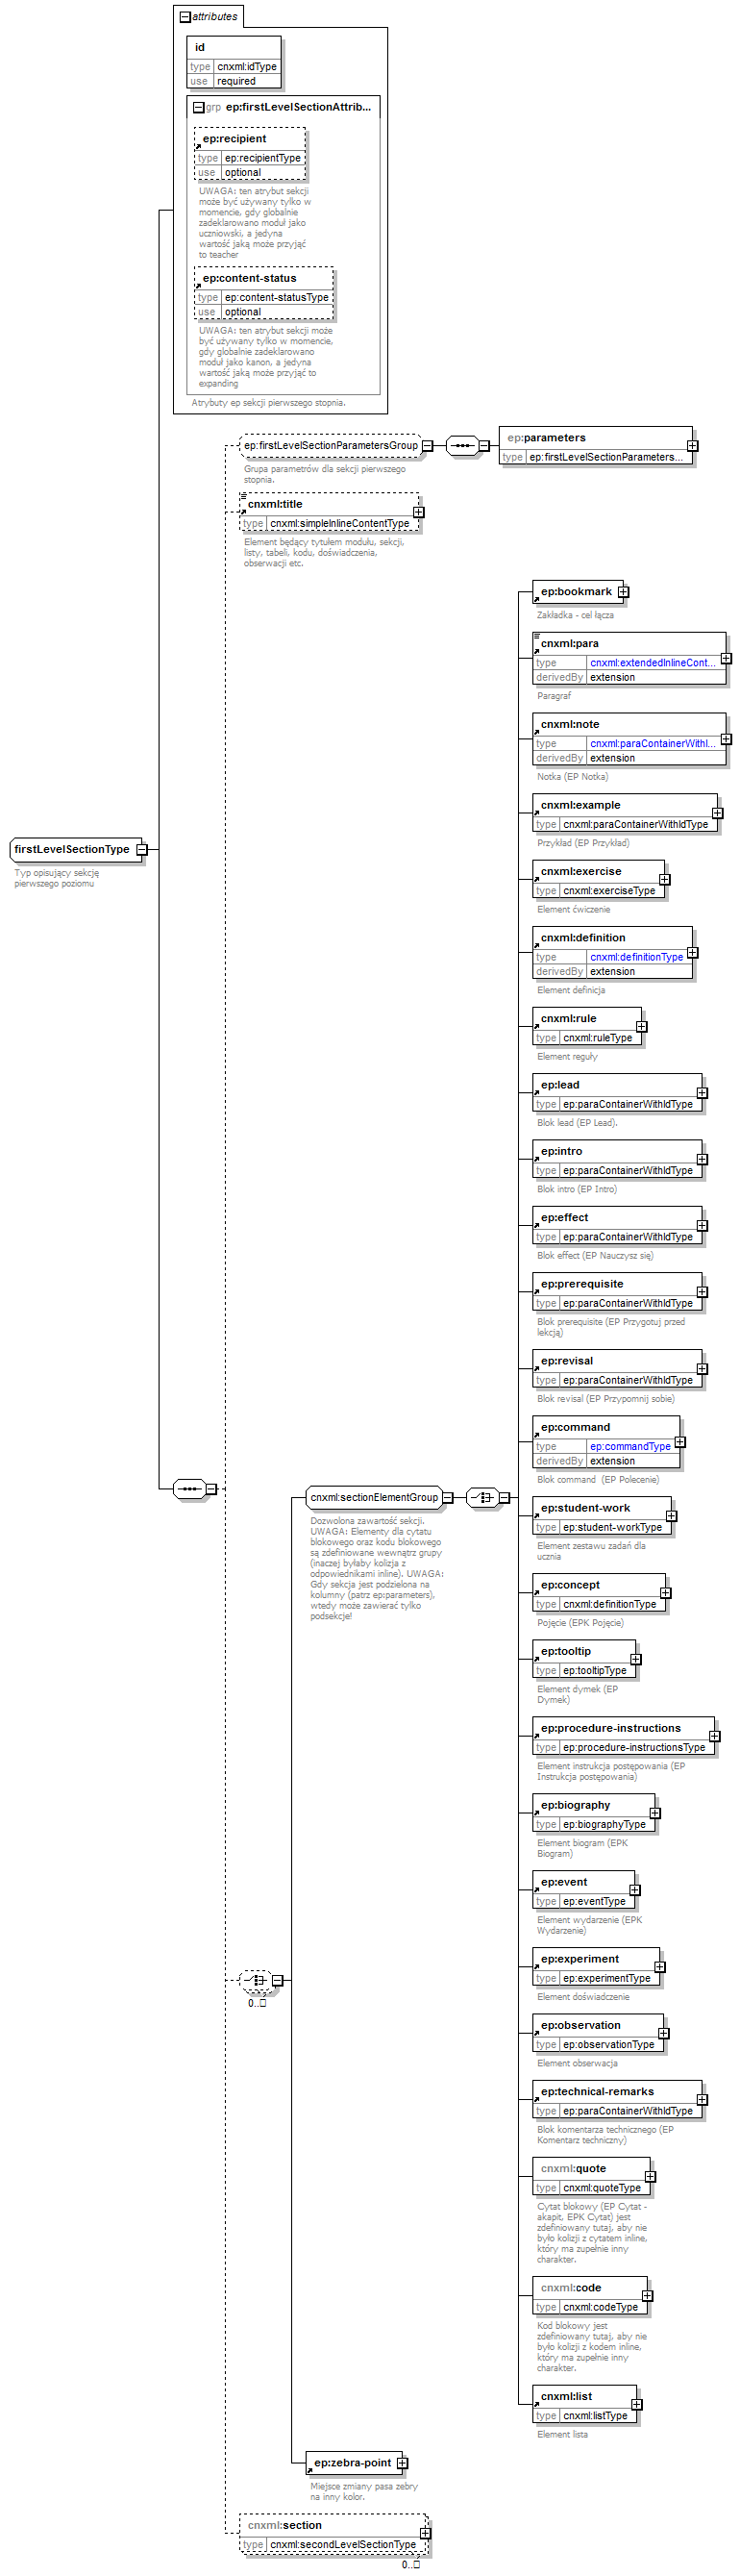 attributes
id
type cnxml:idType
use required
grp ep:firstLevelSectionAttrib...
ep:recipient
type ep:recipientType
use optional
UWAGA: ten atrybut sekcji
może być używany tylko w
momencie, gdy globalnie
zadeklarowano moduł jako
uczniowski, a jedyna
wartość jaką może przyjąć
to teacher
ep:content-status
type ep:content-statusType
use optional
UWAGA: ten atrybut sekcji może
być używany tylko w momencie,
gdy globalnie zadeklarowano
moduł jako kanon, a jedyna
wartość jaką może przyjąć to
expanding
Atrybuty ep sekcji pierwszego stopnia.
ep:firstLevelSectionParametersGroup
Grupa parametrów dla sekcji pierwszego
stopnia.
ep:parameters
type ep:firstLevelSectionParameters...
cnxml:title
type cnxml:simpleInlineContentType
Element będący tytułem modułu, sekcji,
listy, tabeli, kodu, doświadczenia,
obserwacji etc.
firstLevelSectionType
Typ opisujący sekcję
pierwszego poziomu
cnxml:sectionElementGroup
Dozwolona zawartość sekcji.
UWAGA: Elementy dla cytatu
blokowego oraz kodu blokowego
są zdefiniowane wewnątrz grupy
(inaczej byłaby kolizja z
odpowiednikami inline). UWAGA:
Gdy sekcja jest podzielona na
kolumny (patrz ep:parameters),
wtedy może zawierać tylko
podsekcje!
ep:bookmark
Zakładka - cel łącza
cnxml:para
type cnxml:extendedInlineCont...
derivedBy extension
Paragraf
cnxml:note
type cnxml:paraContainerWithI...
derivedBy extension
Notka (EP Notka)
cnxml:example
type cnxml:paraContainerWithIdType
Przykład (EP Przykład)
cnxml:exercise
type cnxml:exerciseType
Element ćwiczenie
cnxml:definition
type cnxml:definitionType
derivedBy extension
Element definicja
cnxml:rule
type cnxml:ruleType
Element reguły
ep:lead
type ep:paraContainerWithIdType
Blok lead (EP Lead).
ep:intro
type ep:paraContainerWithIdType
Blok intro (EP Intro)
ep:effect
type ep:paraContainerWithIdType
Blok effect (EP Nauczysz się)
ep:prerequisite
type ep:paraContainerWithIdType
Blok prerequisite (EP Przygotuj przed
lekcją)
ep:revisal
type ep:paraContainerWithIdType
Blok revisal (EP Przypomnij sobie)
ep:command
type ep:commandType
derivedBy extension
Blok command (EP Polecenie)
ep:student-work
type ep:student-workType
Element zestawu zadań dla
ucznia
ep:concept
type cnxml:definitionType
Pojęcie (EPK Pojęcie)
ep:tooltip
type ep:tooltipType
Element dymek (EP
Dymek)
ep:procedure-instructions
type ep:procedure-instructionsType
Element instrukcja postępowania (EP
Instrukcja postępowania)
ep:biography
type ep:biographyType
Element biogram (EPK
Biogram)
ep:event
type ep:eventType
Element wydarzenie (EPK
Wydarzenie)
ep:experiment
type ep:experimentType
Element doświadczenie
ep:observation
type ep:observationType
Element obserwacja
ep:technical-remarks
type ep:paraContainerWithIdType
Blok komentarza technicznego (EP
Komentarz techniczny)
cnxml:quote
type cnxml:quoteType
Cytat blokowy (EP Cytat -
akapit, EPK Cytat) jest
zdefiniowany tutaj, aby nie
było kolizji z cytatem inline,
który ma zupełnie inny
charakter.
cnxml:code
type cnxml:codeType
Kod blokowy jest
zdefiniowany tutaj, aby nie
było kolizji z kodem inline,
który ma zupełnie inny
charakter.
cnxml:list
type cnxml:listType
Element lista
0..□
ep:zebra-point
Miejsce zmiany pasa zebry
na inny kolor.
cnxml:section
type cnxml:secondLevelSectionType
0..□